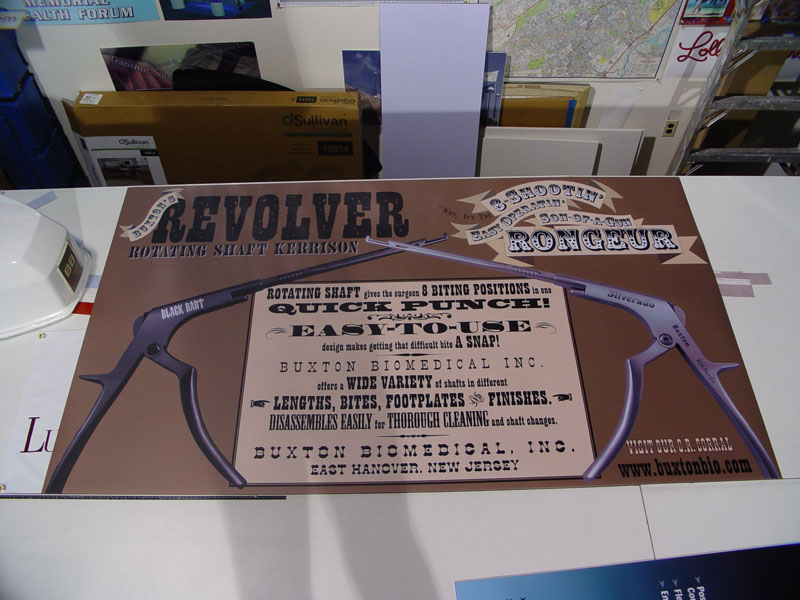 MEMORIAL
HEALTH FORUM
O'Sullivan
10814
O'Sullivan
Loll
BUXTON'S
REVOLVER
ROTATING SHAFT KERRISON
8-SHOOTIN'
EASY OPERATIN'
SON-OF-A-GUN
RONGEUR
BLACK BART
Silverado
Buxton
ROTATING SHAFT gives the surgeon 8 BITING POSITIONS in one
QUICK PUNCH!
EASY-TO-USE
design makes getting that difficult bite A SNAP!
BUXTON BIOMEDICAL INC.
offers a WIDE VARIETY of shafts in different
LENGTHS, BITES, FOOTPLATES AND FINISHES.
DISASSEMBLES EASILY for THOROUGH CLEANING and shaft changes.
BUXTON BIOMEDICAL, INC.
EAST HANOVER, NEW JERSEY
VISIT OUR O.R. CORRAL
www.buxtonbio.com
Lu